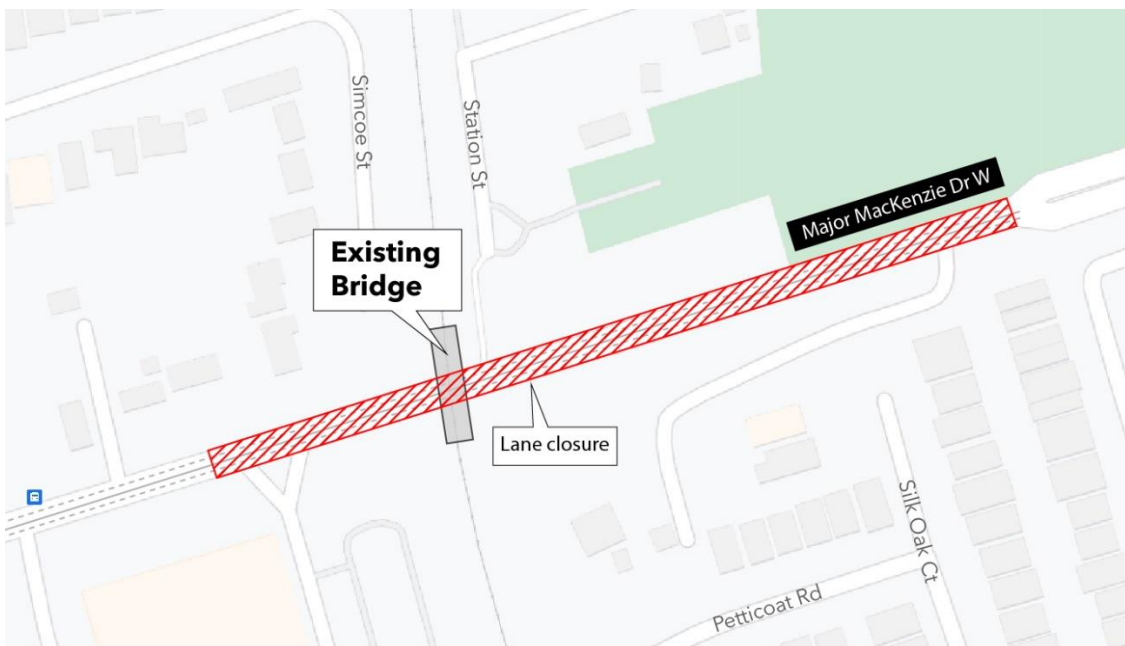 Simcoe St
Station St
Major MacKenzie Dr W
Existing
Bridge
Lane closure
Silk Oak Ct
Petticoat Rd